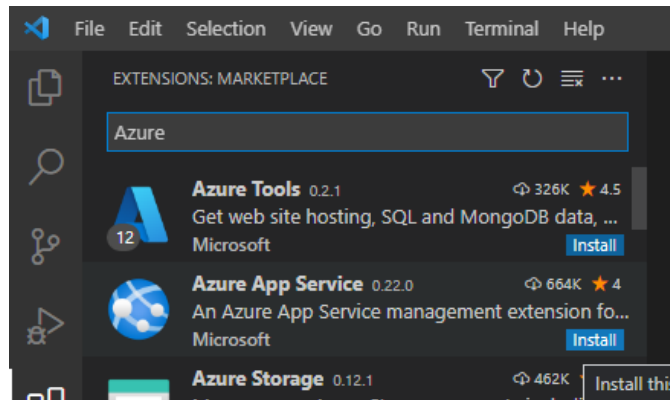 File Edit Selection View Go Run Terminal Help
EXTENSIONS: MARKETPLACE
Azure
Azure Tools 0.2.1 326K 4.5
Get web site hosting, SQL and MongoDB data, ...
12
Microsoft Install
Azure App Service 0.22.0 664K 4
An Azure App Service management extension fo...
Microsoft Install
Azure Storage 0.12.1 462K
Install this